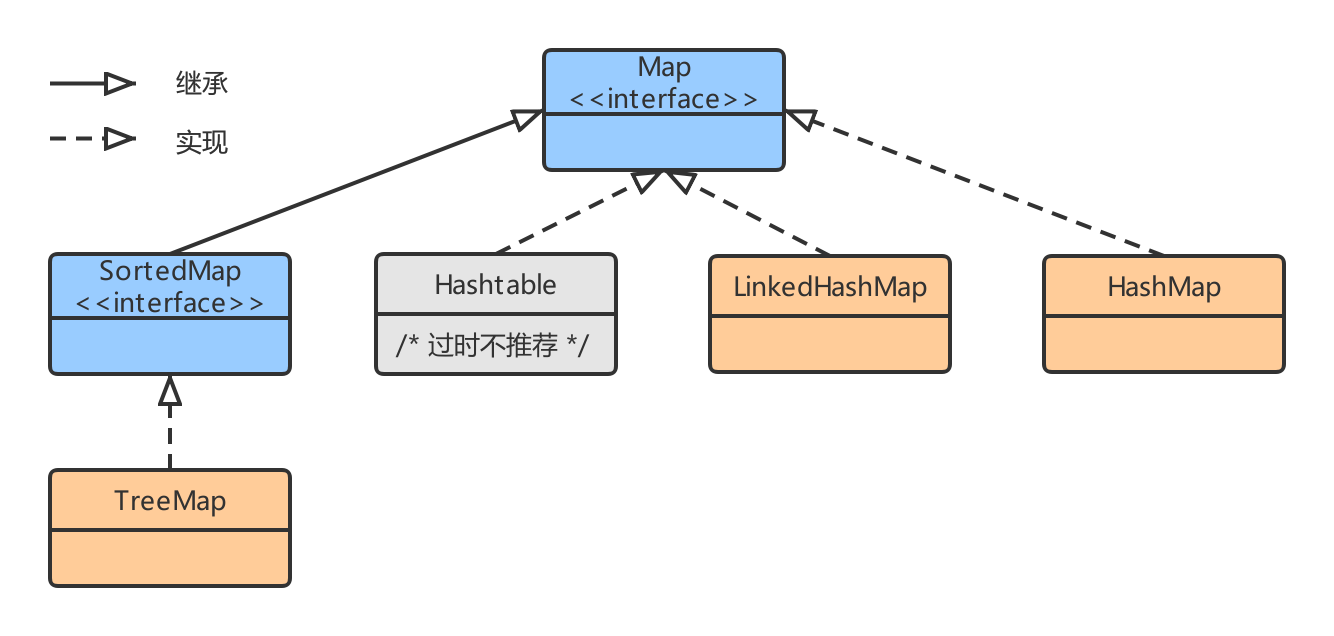 继承
实现
Map
<<interface>>
SortedMap
<<interface>>
Hashtable
/* 过时不推荐 */
LinkedHashMap
HashMap
TreeMap